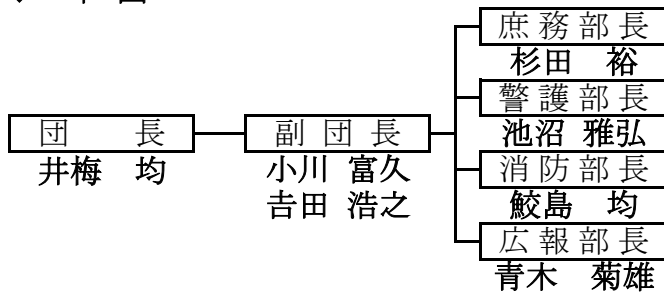 庶務部長
杉田　裕
警護部長
池沼 雅弘
団　　長
副 団 長
井梅　均
小川 富久
𠮷田 浩之
消防部長
鮫島　均
広報部長
青木　菊雄